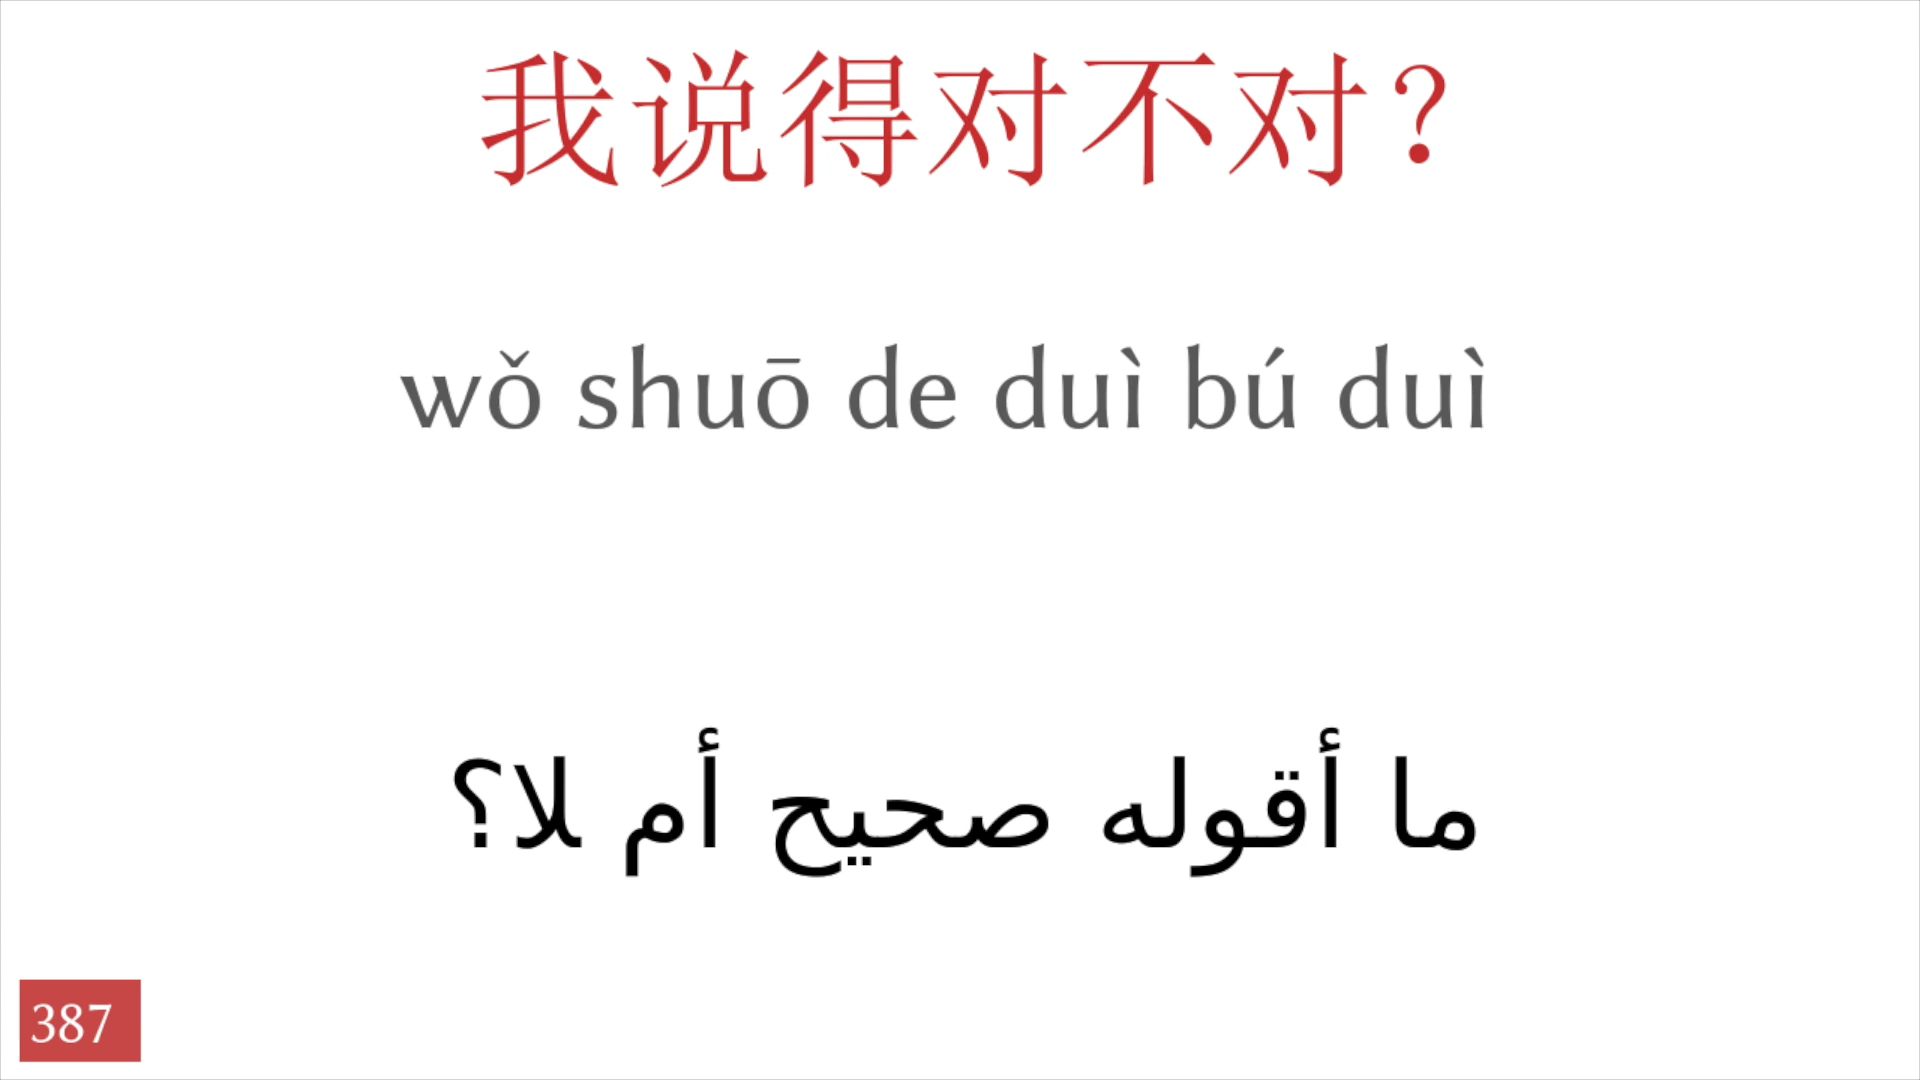 我说得对不对？
wǒ shuō de duì bú duì
ما أقوله صحيح أم لا؟
387